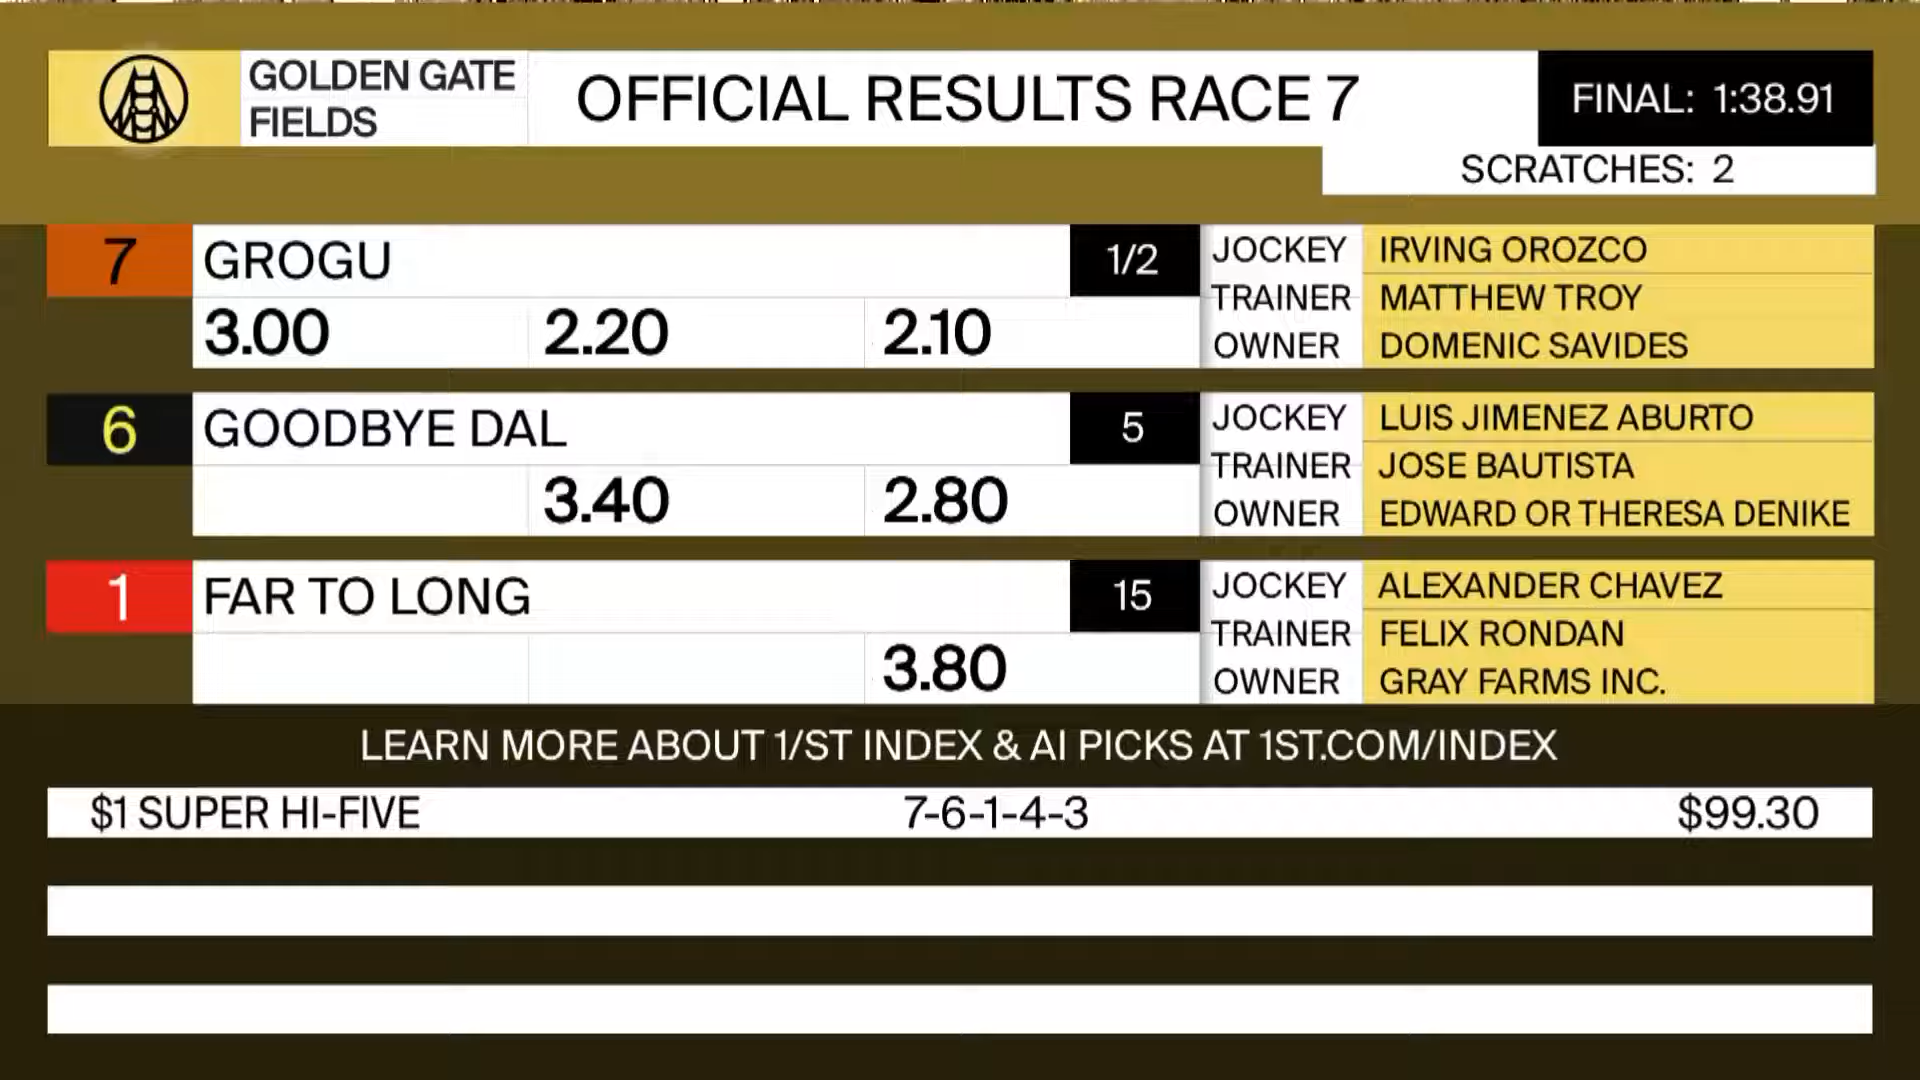 GOLDEN GATE
FIELDS
OFFICIAL RESULTS RACE 7
FINAL: 1:38.91
SCRATCHES: 2
7 GROGU 1/2
3.00 2.20 2.10
JOCKEY IRVING OROZCO
TRAINER MATTHEW TROY
OWNER DOMENIC SAVIDES
6 GOODBYE DAL 5
3.40 2.80
JOCKEY LUIS JIMENEZ ABURTO
TRAINER JOSE BAUTISTA
OWNER EDWARD OR THERESA DENIKE
1 FAR TO LONG 15
3.80
JOCKEY ALEXANDER CHAVEZ
TRAINER FELIX RONDAN
OWNER GRAY FARMS INC.
LEARN MORE ABOUT 1/ST INDEX & AI PICKS AT 1ST.COM/INDEX
$1 SUPER HI-FIVE 7-6-1-4-3 $99.30